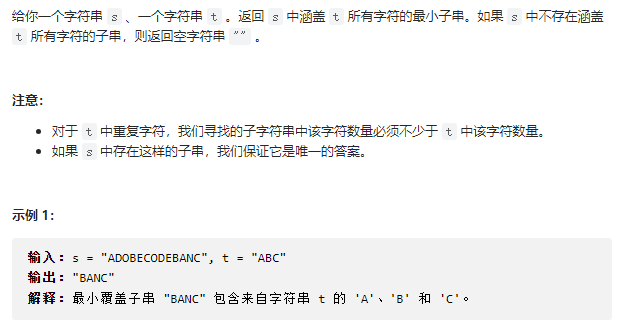 给你一个字符串 s 、一个字符串 t 。返回 s 中涵盖 t 所有字符的最小子串。如果 s 中不存在涵盖
t 所有字符的子串，则返回空字符串 "" 。
注意：
• 对于 t 中重复字符，我们寻找的子字符串中该字符数量必须不少于 t 中该字符数量。
• 如果 s 中存在这样的子串，我们保证它是唯一的答案。
示例 1：
输入：s = "ADOBECODEBANC", t = "ABC"
输出："BANC"
解释：最小覆盖子串 "BANC" 包含来自字符串 t 的 'A'、'B' 和 'C'。